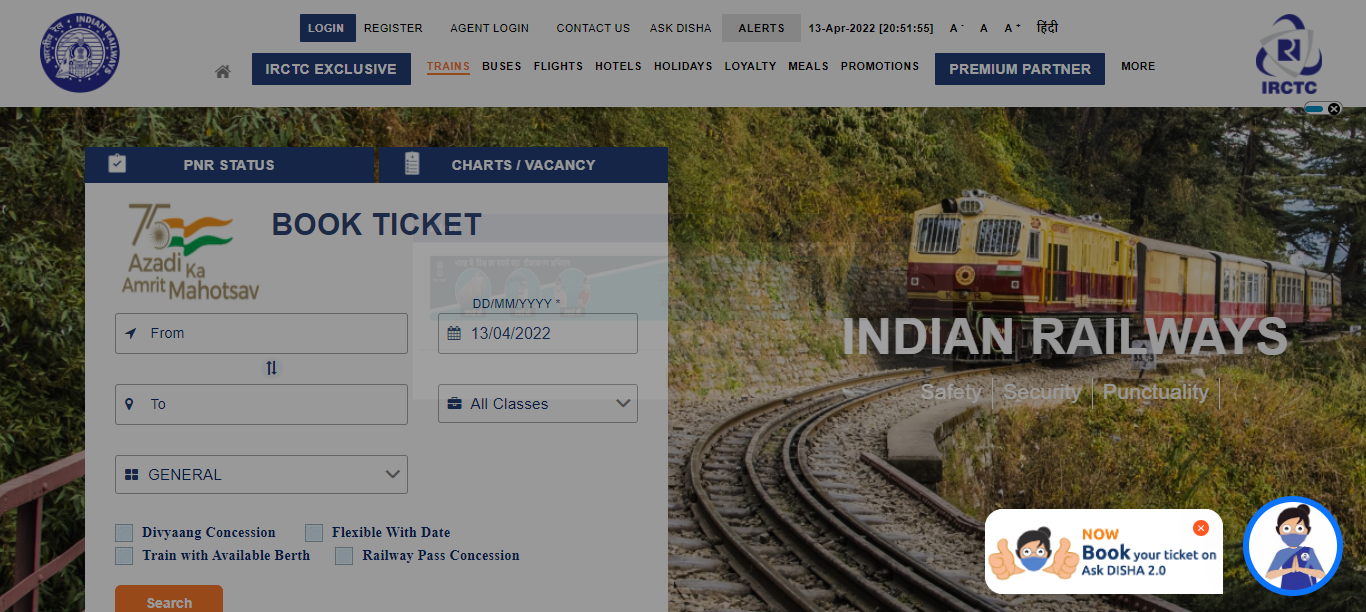 LOGIN REGISTER AGENT LOGIN CONTACT US ASK DISHA ALERTS 13-Apr-2022 [20:51:55] A - A A + हिंदी
IRCTC EXCLUSIVE TRAINS BUSES FLIGHTS HOTELS HOLIDAYS LOYALTY MEALS PROMOTIONS PREMIUM PARTNER MORE
INDIAN RAILWAYS
भारतीय रेल
IRCTC
PNR STATUS CHARTS / VACANCY
75
Azadi Ka
Amrit Mahotsav
BOOK TICKET
DD/MM/YYYY *
From 13/04/2022
To All Classes
GENERAL
Divyaang Concession Flexible With Date
Train with Available Berth Railway Pass Concession
Search
INDIAN RAILWAYS
Safety Security Punctuality
NOW
Book your ticket on
Ask DISHA 2.0